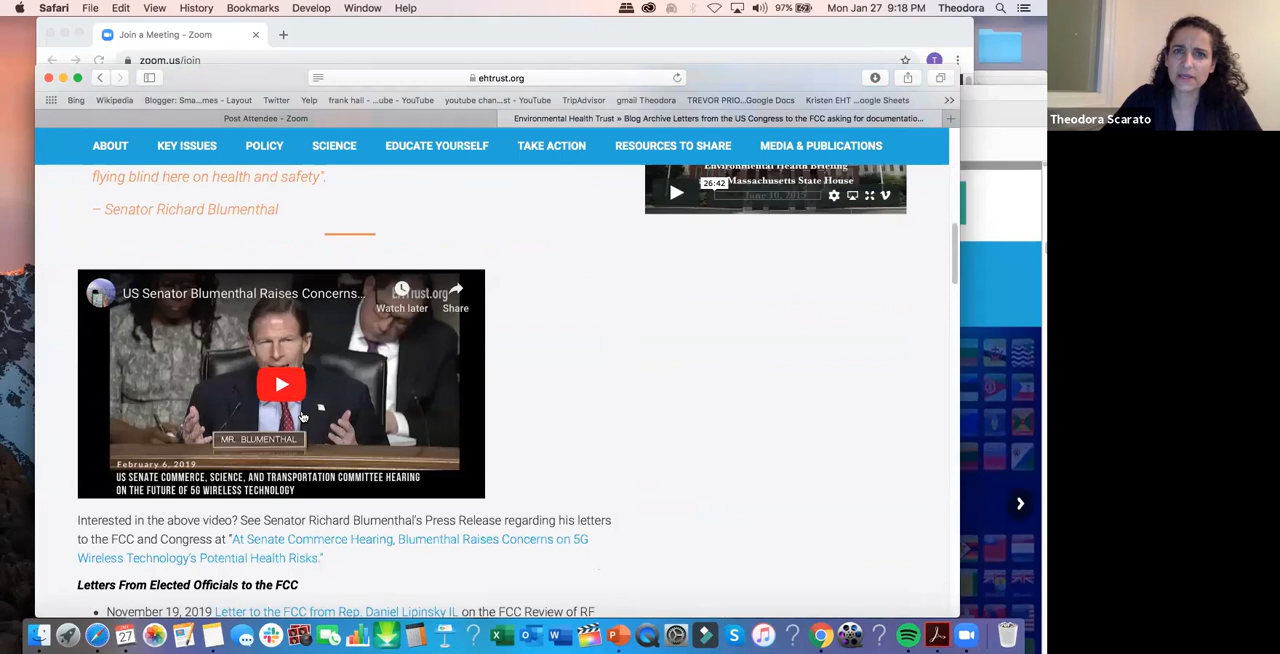 Safari File Edit View History Bookmarks Develop Window Help 97% Mon Jan 27 9:18 PM Theodora
Join a Meeting - Zoom
zoom.us/join T
ehtrust.org
Bing Wikipedia Blogger: Sma...mes - Layout Twitter Yelp frank hall - ...ube - YouTube youtube chan...st - YouTube TripAdvisor gmail Theodora TREVOR PRIO...Google Docs Kristen EHT ...oogle Sheets
Post Attendee - Zoom Environmental Health Trust » Blog Archive Letters from the US Congress to the FCC asking for documentatio...
ABOUT KEY ISSUES POLICY SCIENCE EDUCATE YOURSELF TAKE ACTION RESOURCES TO SHARE MEDIA & PUBLICATIONS
flying blind here on health and safety".
– Senator Richard Blumenthal
Environmental Health Briefing
Massachusetts State House
26:42
US Senator Blumenthal Raises Concerns...
EHTrust.org
Watch later Share
MR. BLUMENTHAL
February 6, 2019
US SENATE COMMERCE, SCIENCE, AND TRANSPORTATION COMMITTEE HEARING
ON THE FUTURE OF 5G WIRELESS TECHNOLOGY
Interested in the above video? See Senator Richard Blumenthal's Press Release regarding his letters
to the FCC and Congress at "At Senate Commerce Hearing, Blumenthal Raises Concerns on 5G
Wireless Technology's Potential Health Risks."
Letters From Elected Officials to the FCC
November 19, 2019 Letter to the FCC from Rep. Daniel Lipinsky IL on the FCC Review of RF
Theodora Scarato